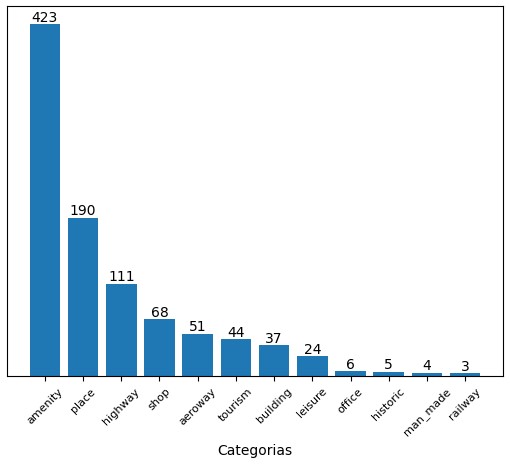 423
190
111
68
51
44
37
24
6
5
4
3
amenity
place
highway
shop
aeroway
tourism
building
leisure
office
historic
man_made
railway
Categorias